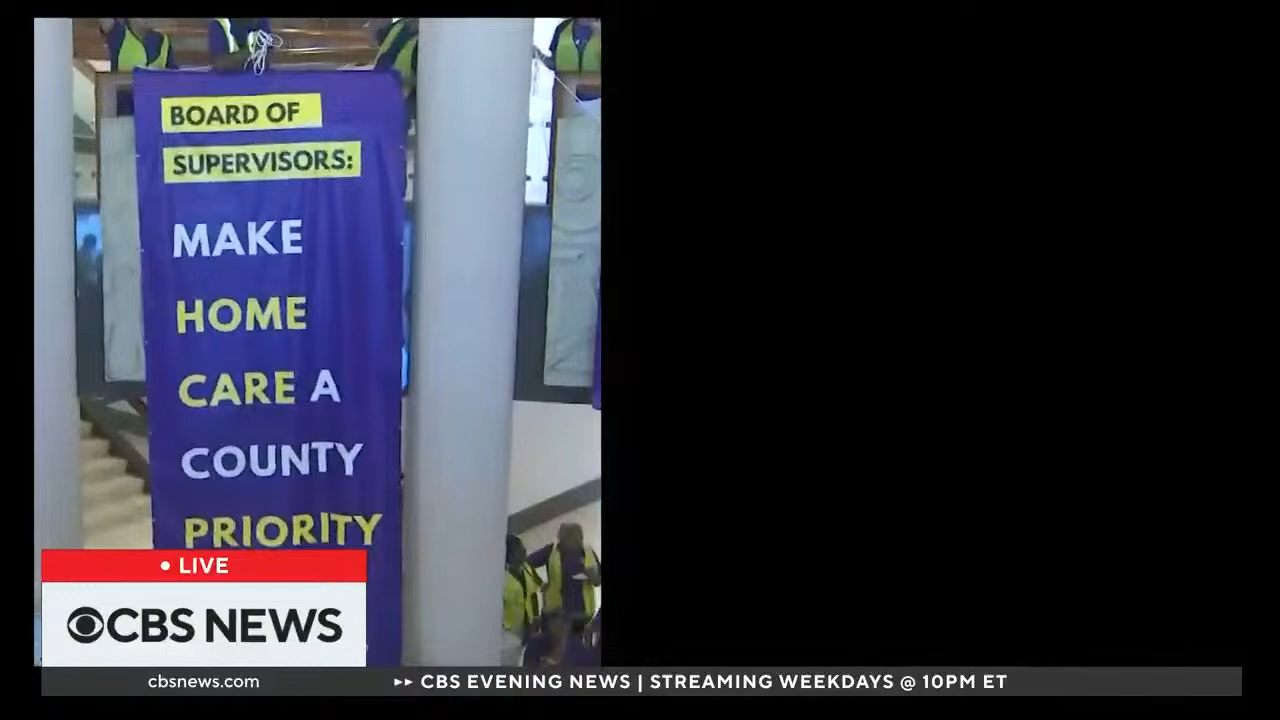 BOARD OF
SUPERVISORS:
MAKE
HOME
CARE A
COUNTY
PRIORITY
• LIVE
CBS NEWS
cbsnews.com
CBS EVENING NEWS | STREAMING WEEKDAYS @ 10PM ET